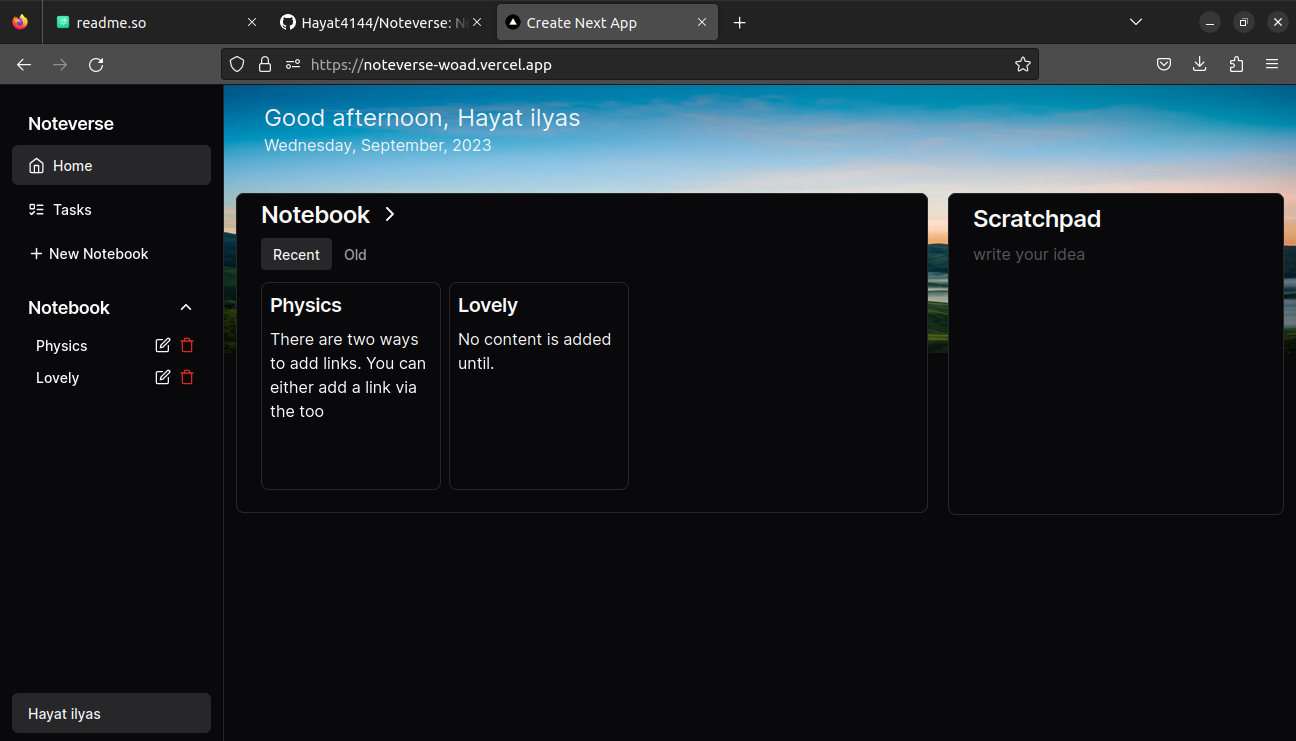 readme.so
Hayat4144/Noteverse: N
Create Next App
https://noteverse-woad.vercel.app
Noteverse
Home
Tasks
New Notebook
Notebook
Physics
Lovely
Hayat ilyas
Good afternoon, Hayat ilyas
Wednesday, September, 2023
Notebook
Recent
Old
Physics
There are two ways
to add links. You can
either add a link via
the too
Lovely
No content is added
until.
Scratchpad
write your idea